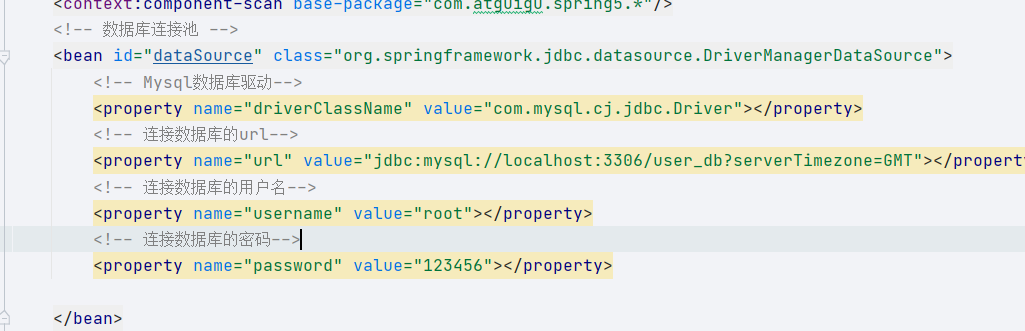 <context:component-scan base-package="com.atguigu.spring5.*"/>
<!-- 数据库连接池 -->
<bean id="dataSource" class="org.springframework.jdbc.datasource.DriverManagerDataSource">
<!-- Mysql数据库驱动-->
<property name="driverClassName" value="com.mysql.cj.jdbc.Driver"></property>
<!-- 连接数据库的url-->
<property name="url" value="jdbc:mysql://localhost:3306/user_db?serverTimezone=GMT"></propert
<!-- 连接数据库的用户名-->
<property name="username" value="root"></property>
<!-- 连接数据库的密码-->
<property name="password" value="123456"></property>
</bean>